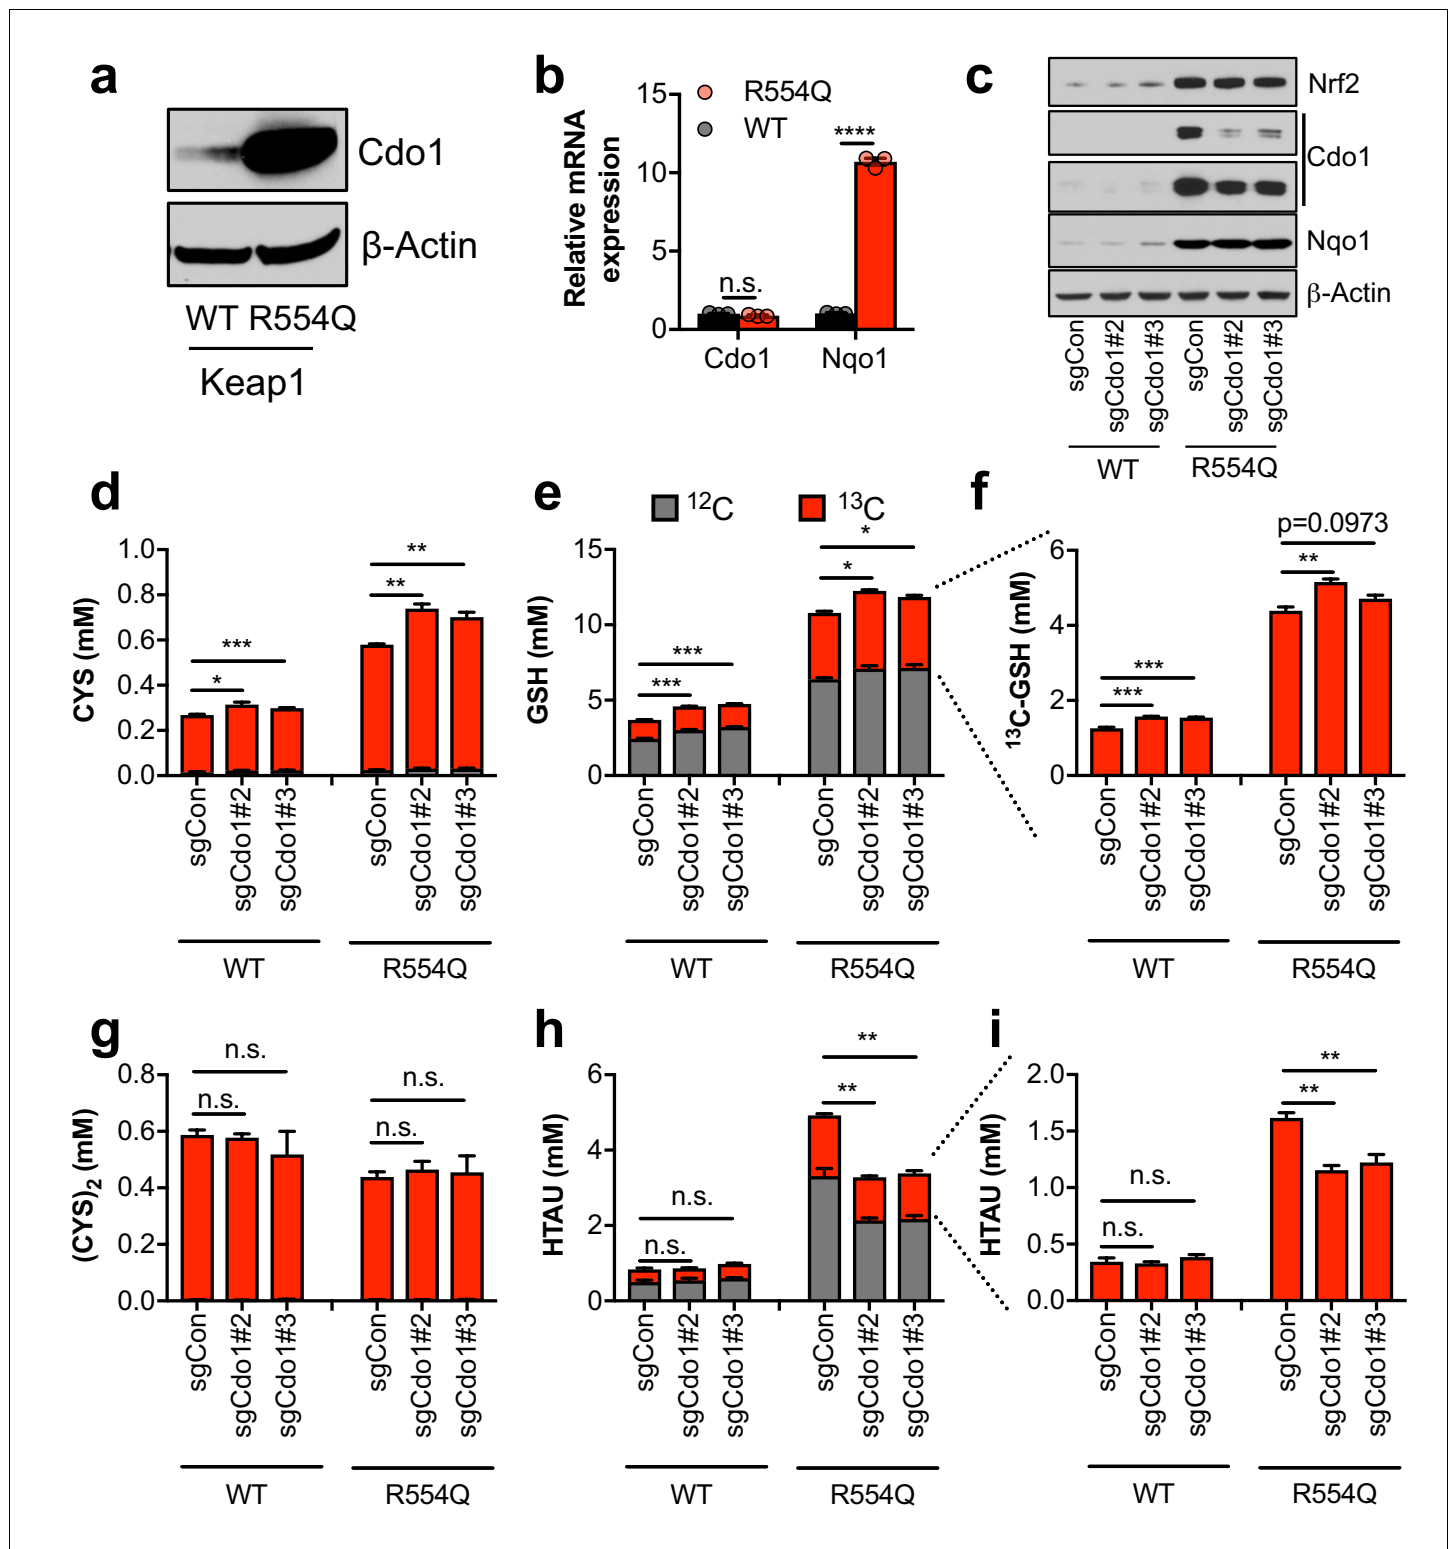 a
Cdo1
β-Actin
WT R554Q
Keap1
b
R554Q
WT
Relative mRNA
expression
15
10
5
0
****
n.s.
Cdo1 Nqo1
c
Nrf2
Cdo1
Nqo1
β-Actin
sgCon
sgCdo1#2
sgCdo1#3
sgCon
sgCdo1#2
sgCdo1#3
WT R554Q
d
CYS (mM)
1.0
0.8
0.6
0.4
0.2
0.0
***
*
**
**
sgCon
sgCdo1#2
sgCdo1#3
sgCon
sgCdo1#2
sgCdo1#3
WT R554Q
e
12C 13C
GSH (mM)
15
10
5
0
***
***
*
*
sgCon
sgCdo1#2
sgCdo1#3
sgCon
sgCdo1#2
sgCdo1#3
WT R554Q
f
13C-GSH (mM)
6
4
2
0
***
***
p=0.0973
**
sgCon
sgCdo1#2
sgCdo1#3
sgCon
sgCdo1#2
sgCdo1#3
WT R554Q
g
(CYS)2 (mM)
0.8
0.6
0.4
0.2
0.0
n.s.
n.s.
n.s.
n.s.
sgCon
sgCdo1#2
sgCdo1#3
sgCon
sgCdo1#2
sgCdo1#3
WT R554Q
h
HTAU (mM)
6
4
2
0
n.s.
n.s.
**
**
sgCon
sgCdo1#2
sgCdo1#3
sgCon
sgCdo1#2
sgCdo1#3
WT R554Q
i
HTAU (mM)
2.0
1.5
1.0
0.5
0.0
n.s.
n.s.
**
**
sgCon
sgCdo1#2
sgCdo1#3
sgCon
sgCdo1#2
sgCdo1#3
WT R554Q